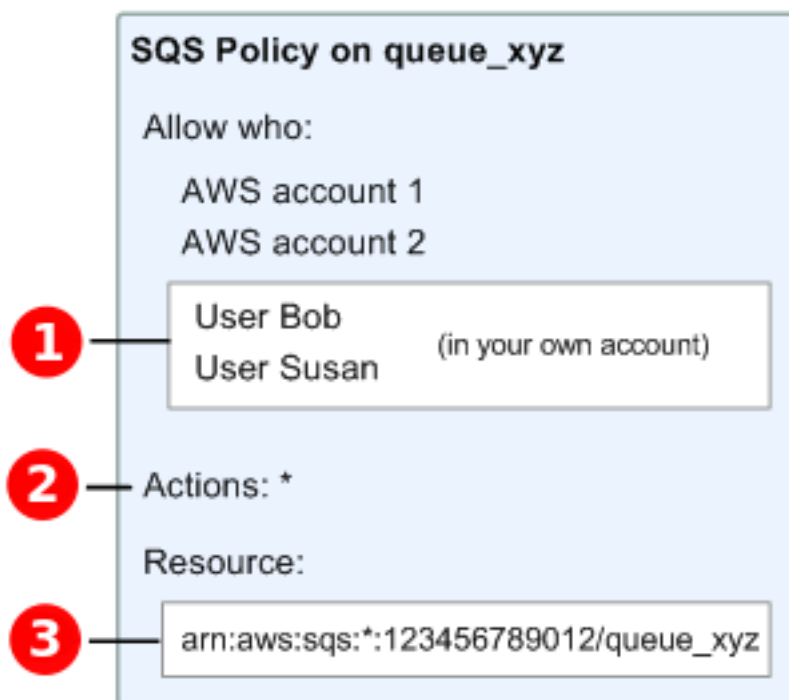 SQS Policy on queue_xyz
Allow who:
AWS account 1
AWS account 2
1
User Bob
(in your own account)
User Susan
2
Actions: *
Resource:
3
arn:aws:sqs:*:123456789012/queue_xyz